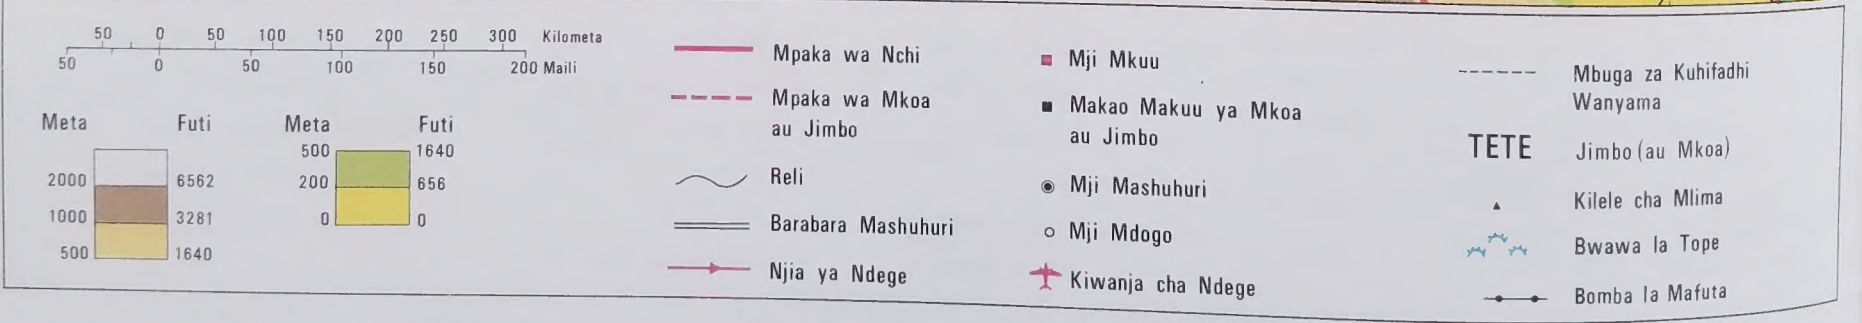 50 0 50 100 150 200 250 300 Kilometa
50 0 50 100 150 200 Maili
Meta Futi
2000 6562
1000 3281
500 1640
Meta Futi
500 1640
200 656
0 0
Mpaka wa Nchi
Mpaka wa Mkoa
au Jimbo
Reli
Barabara Mashuhuri
Njia ya Ndege
Mji Mkuu
Makao Makuu ya Mkoa
au Jimbo
Mji Mashuhuri
Mji Mdogo
Kiwanja cha Ndege
Mbuga za Kuhifadhi
Wanyama
TETE Jimbo (au Mkoa)
Kilele cha Mlima
Bwawa la Tope
Bomba la Mafuta